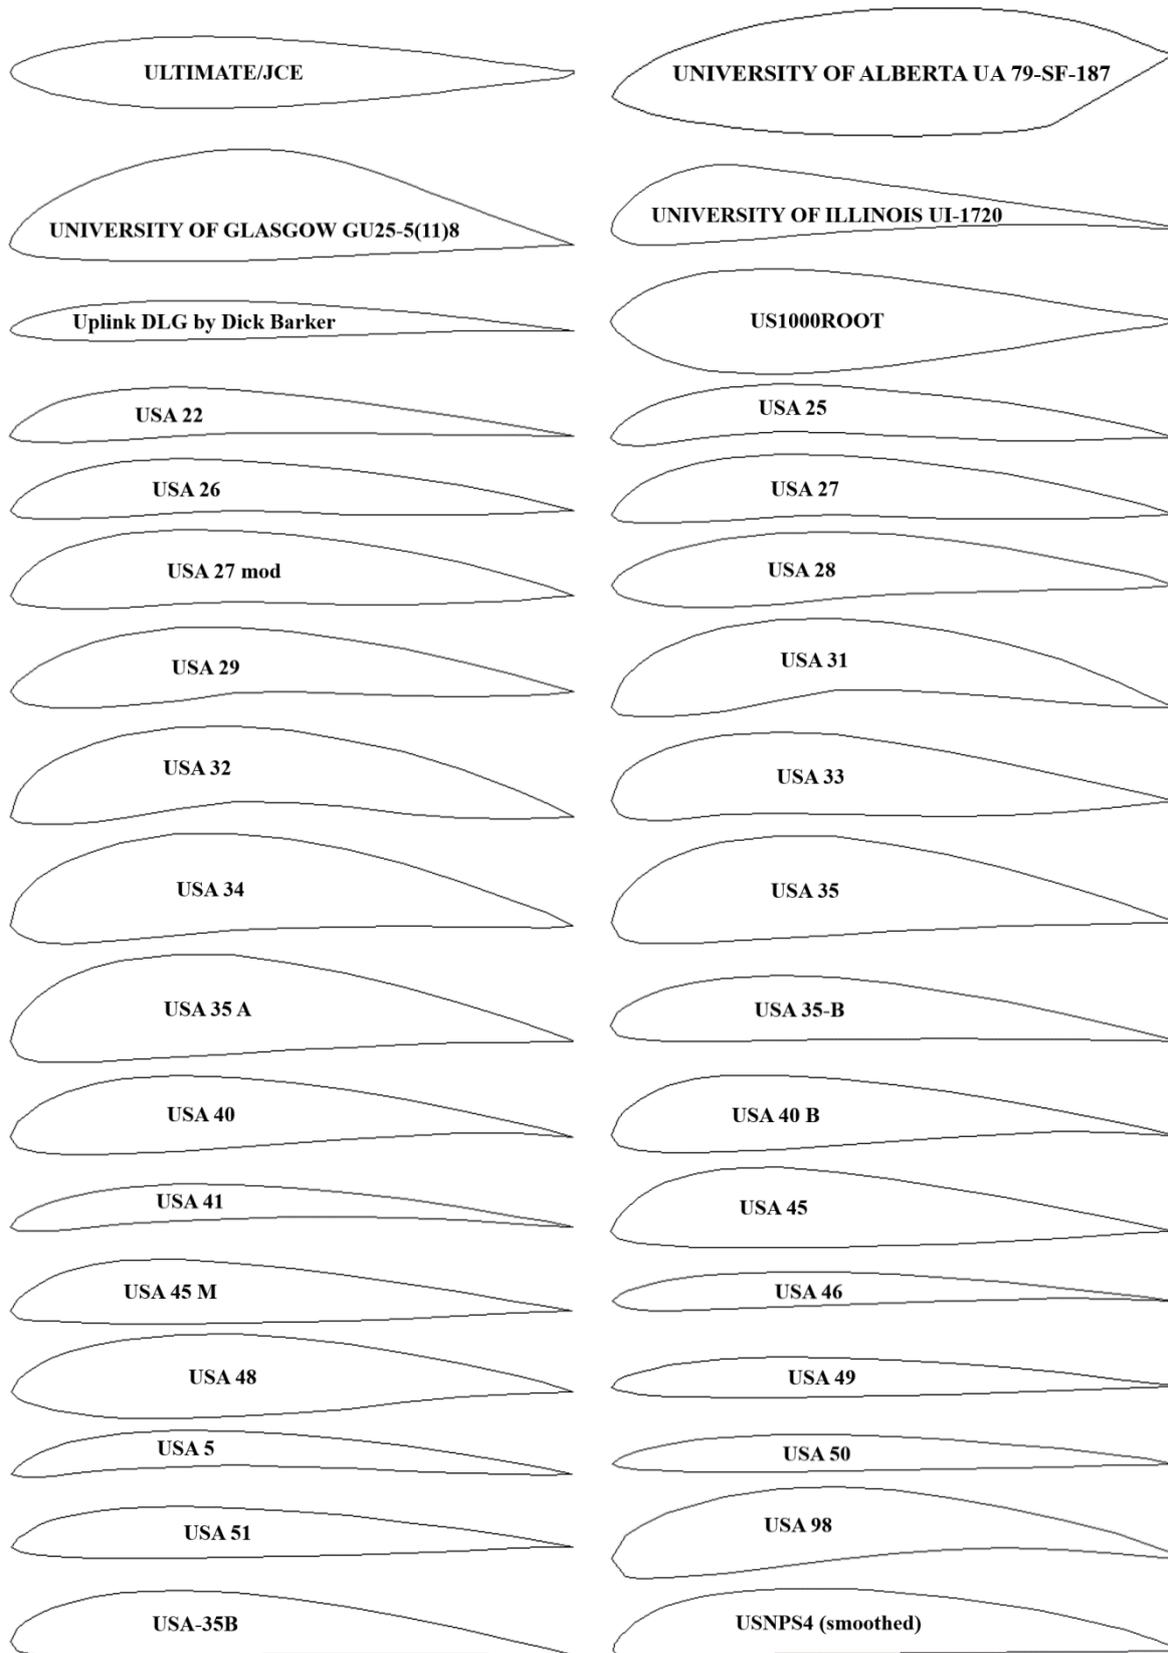 ULTIMATE/JCE
UNIVERSITY OF ALBERTA UA 79-SF-187
UNIVERSITY OF GLASGOW GU25-5(11)8
UNIVERSITY OF ILLINOIS UI-1720
Uplink DLG by Dick Barker
US1000ROOT
USA 22
USA 25
USA 26
USA 27
USA 27 mod
USA 28
USA 29
USA 31
USA 32
USA 33
USA 34
USA 35
USA 35 A
USA 35-B
USA 40
USA 40 B
USA 41
USA 45
USA 45 M
USA 46
USA 48
USA 49
USA 5
USA 50
USA 51
USA 98
USA-35B
USNPS4 (smoothed)